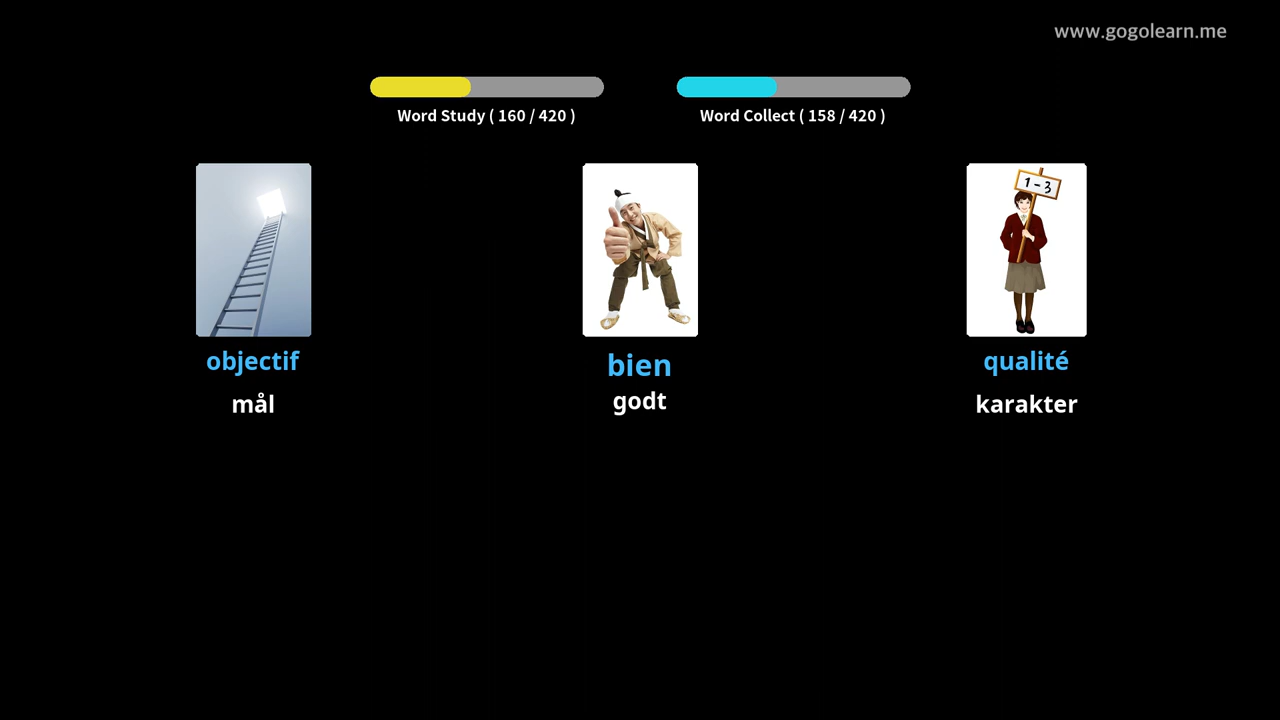 www.gogolearn.me
Word Study ( 160 / 420 )
Word Collect ( 158 / 420 )
1-3
objectif
bien
qualité
mål
godt
karakter